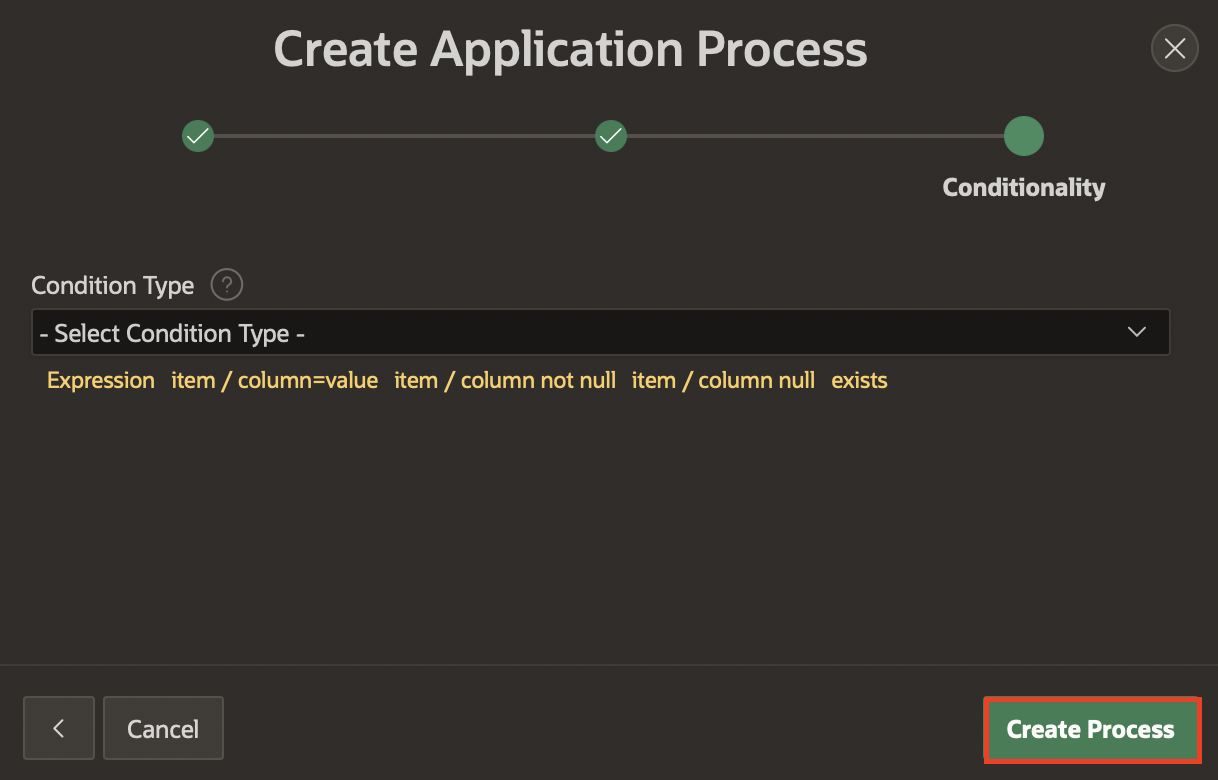 Create Application Process
Conditionality
Condition Type ?
- Select Condition Type -
Expression item / column=value item / column not null item / column null exists
Cancel Create Process